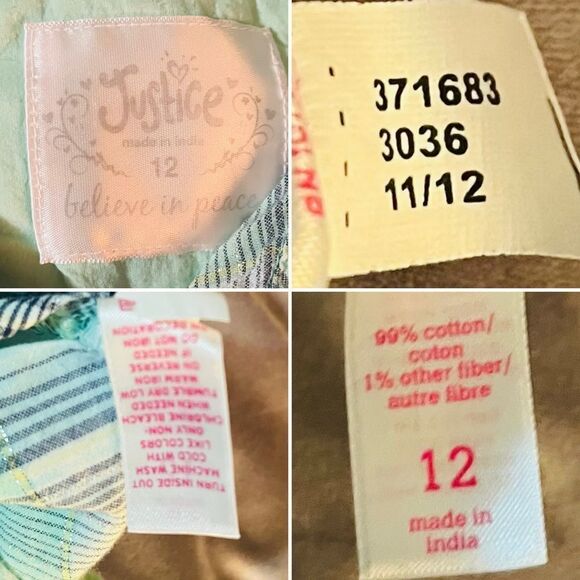 Justice
made in india
12
believe in peace
371683
3036
11/12
TURN INSIDE OUT
MACHINE WASH
COLD WITH
LIKE COLORS
ONLY NON-
CHLORINE BLEACH
WHEN NEEDED
TUMBLE DRY LOW
WARM IRON
ON REVERSE
IF NEEDED
DO NOT IRON
ON DECORATION
99% cotton/
coton
1% other fiber/
autre fibre
12
made in
india